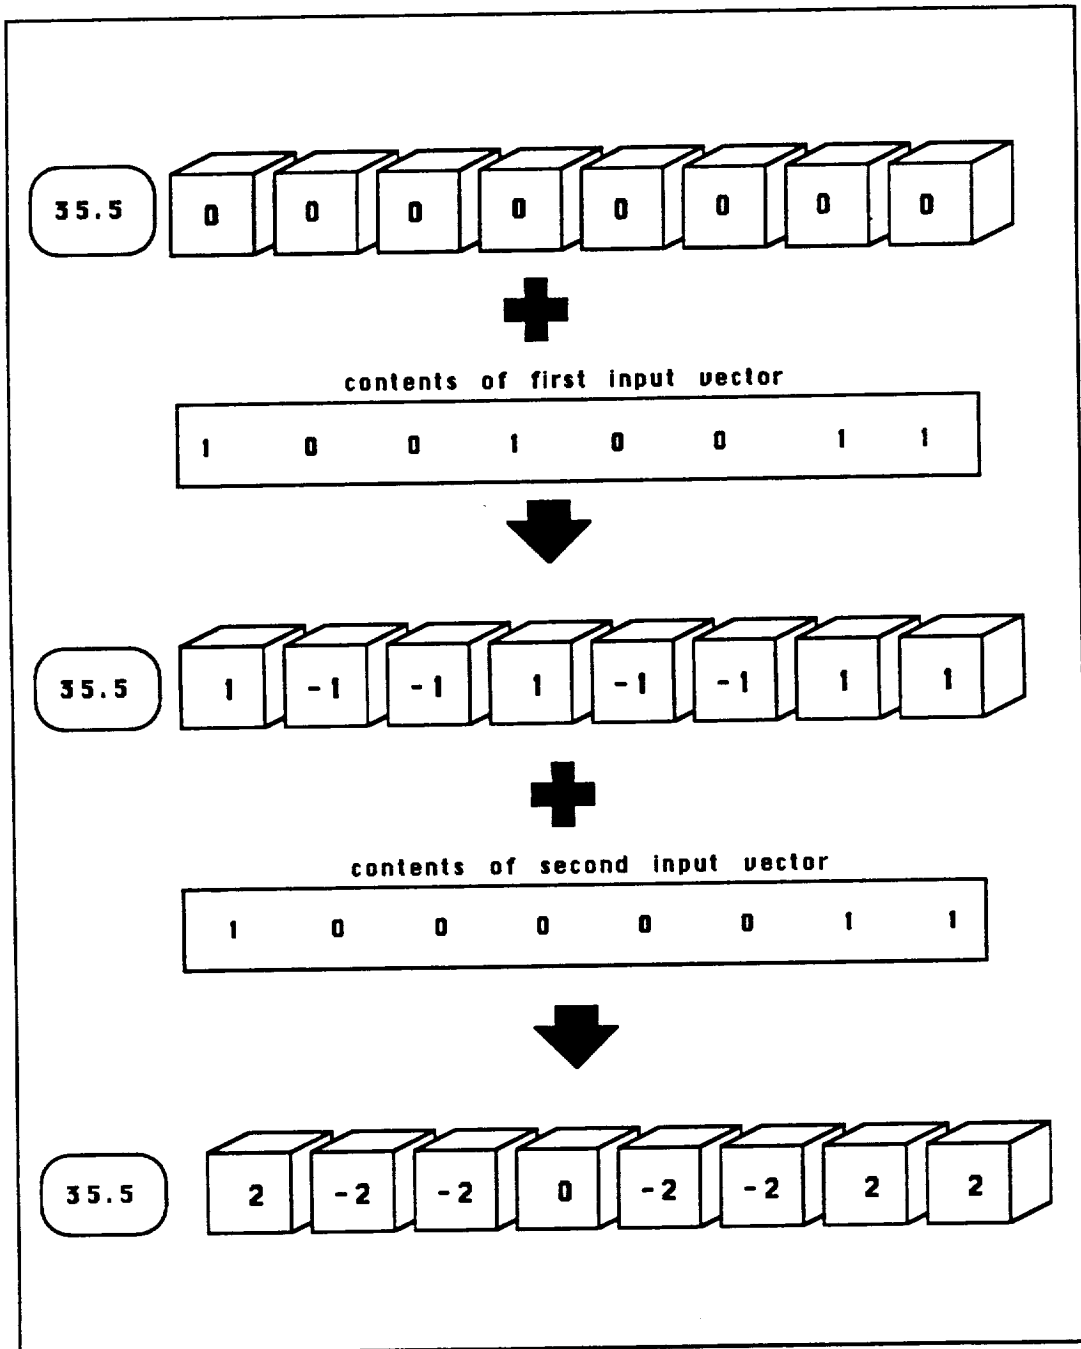 35.5 0 0 0 0 0 0 0 0
contents of first input vector
1 0 0 1 0 0 1 1
35.5 1 -1 -1 1 -1 -1 1 1
contents of second input vector
1 0 0 0 0 0 1 1
35.5 2 -2 -2 0 -2 -2 2 2